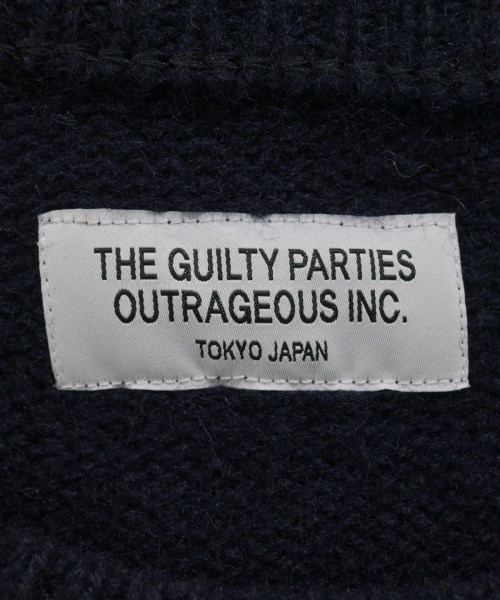 THE GUILTY PARTIES
OUTRAGEOUS INC.
TOKYO JAPAN